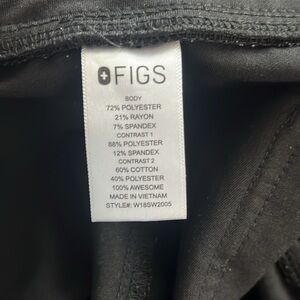 FIGS
BODY
72% POLYESTER
21% RAYON
7% SPANDEX
CONTRAST 1
88% POLYESTER
12% SPANDEX
CONTRAST 2
60% COTTON
40% POLYESTER
100% AWESOME
MADE IN VIETNAM
STYLE#: W18SW2005